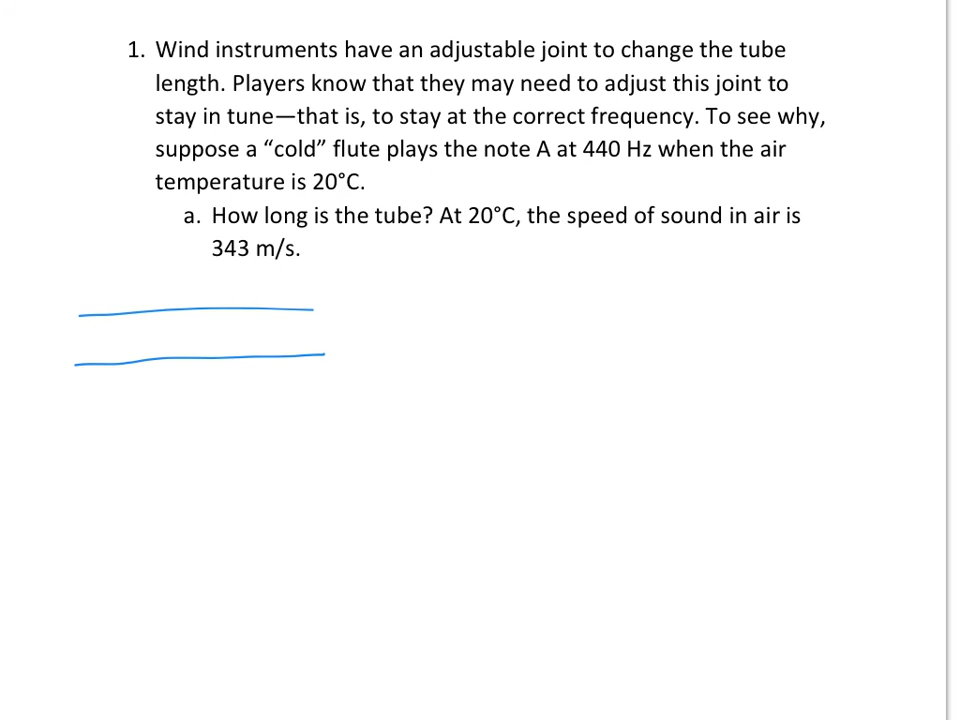 1. Wind instruments have an adjustable joint to change the tube
length. Players know that they may need to adjust this joint to
stay in tune—that is, to stay at the correct frequency. To see why,
suppose a “cold” flute plays the note A at 440 Hz when the air
temperature is 20°C.
a. How long is the tube? At 20°C, the speed of sound in air is
343 m/s.